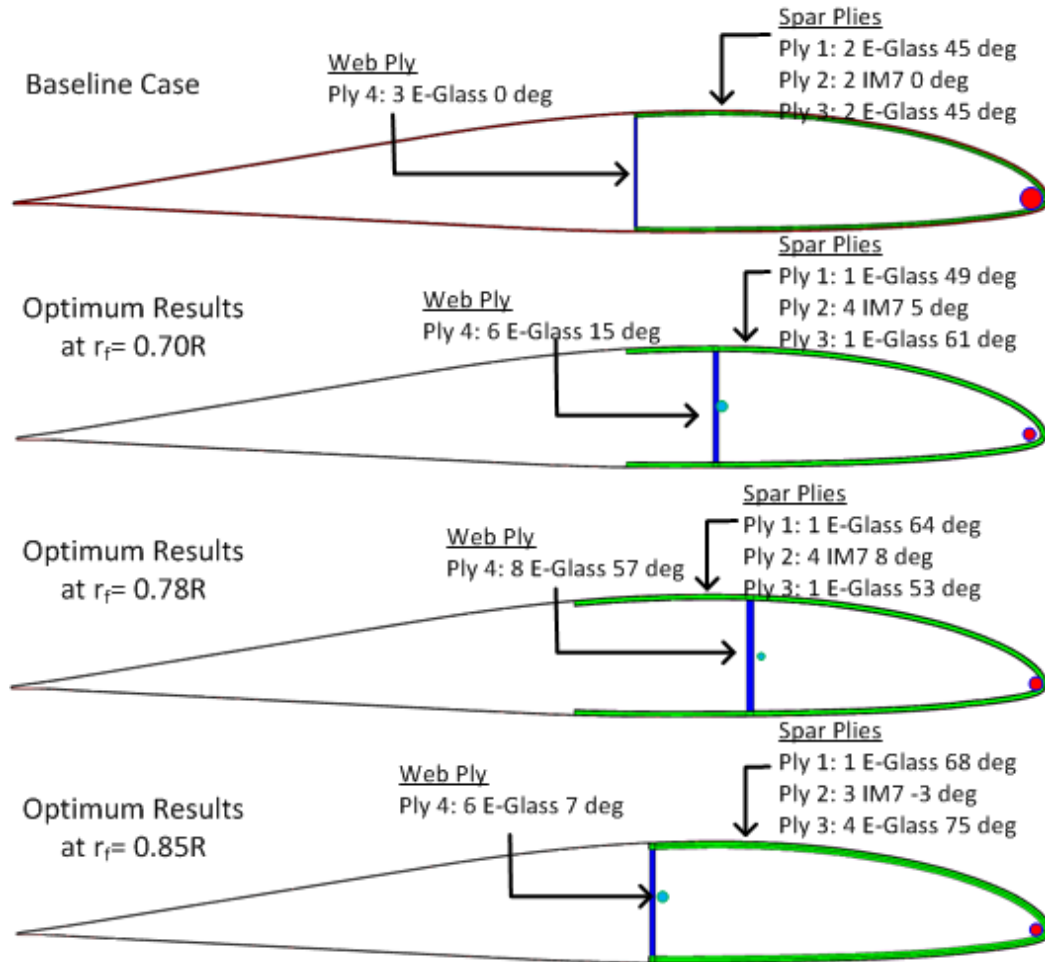 Baseline Case
Web Ply
Ply 4: 3 E-Glass 0 deg
Spar Plies
Ply 1: 2 E-Glass 45 deg
Ply 2: 2 IM7 0 deg
Ply 3: 2 E-Glass 45 deg
Optimum Results
at rf= 0.70R
Web Ply
Ply 4: 6 E-Glass 15 deg
Spar Plies
Ply 1: 1 E-Glass 49 deg
Ply 2: 4 IM7 5 deg
Ply 3: 1 E-Glass 61 deg
Optimum Results
at rf= 0.78R
Web Ply
Ply 4: 8 E-Glass 57 deg
Spar Plies
Ply 1: 1 E-Glass 64 deg
Ply 2: 4 IM7 8 deg
Ply 3: 1 E-Glass 53 deg
Optimum Results
at rf= 0.85R
Web Ply
Ply 4: 6 E-Glass 7 deg
Spar Plies
Ply 1: 1 E-Glass 68 deg
Ply 2: 3 IM7 -3 deg
Ply 3: 4 E-Glass 75 deg